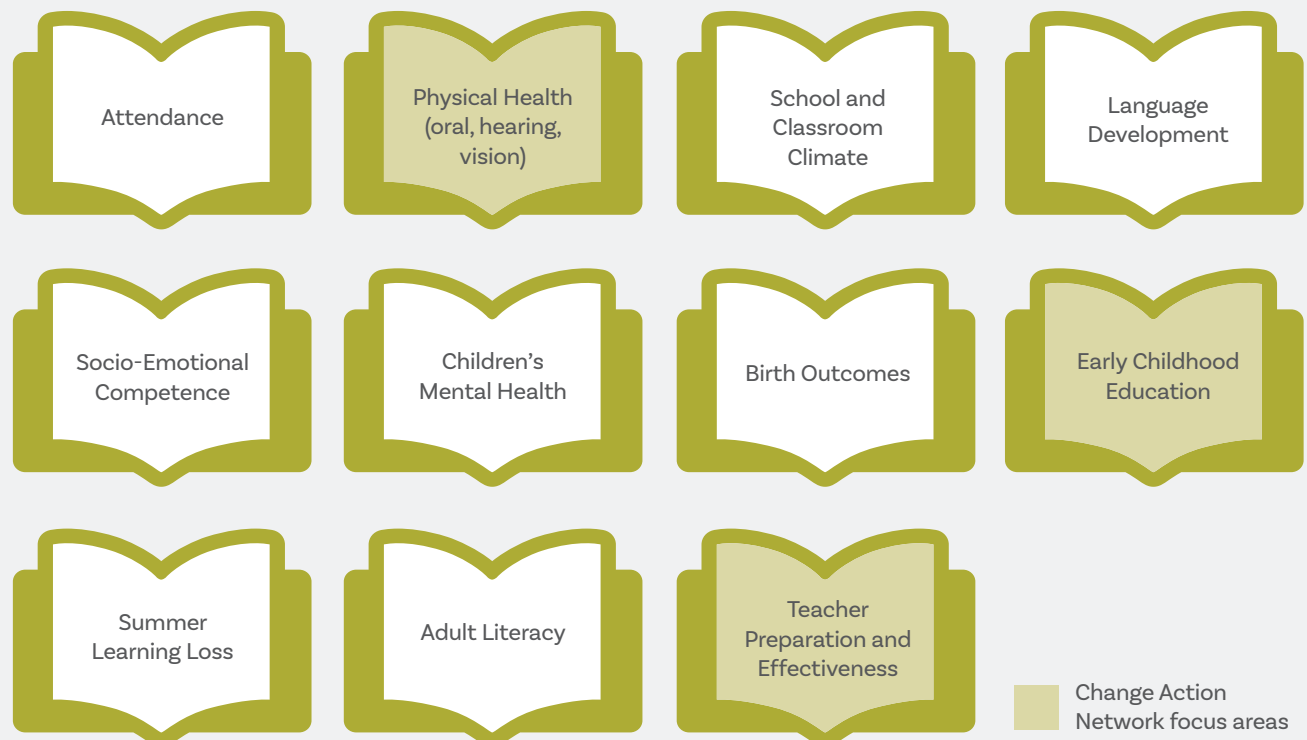 Attendance
Physical Health
(oral, hearing,
vision)
School and
Classroom
Climate
Language
Development
Socio-Emotional
Competence
Children’s
Mental Health
Birth Outcomes
Early Childhood
Education
Summer
Learning Loss
Adult Literacy
Teacher
Preparation and
Effectiveness
Change Action
Network focus areas